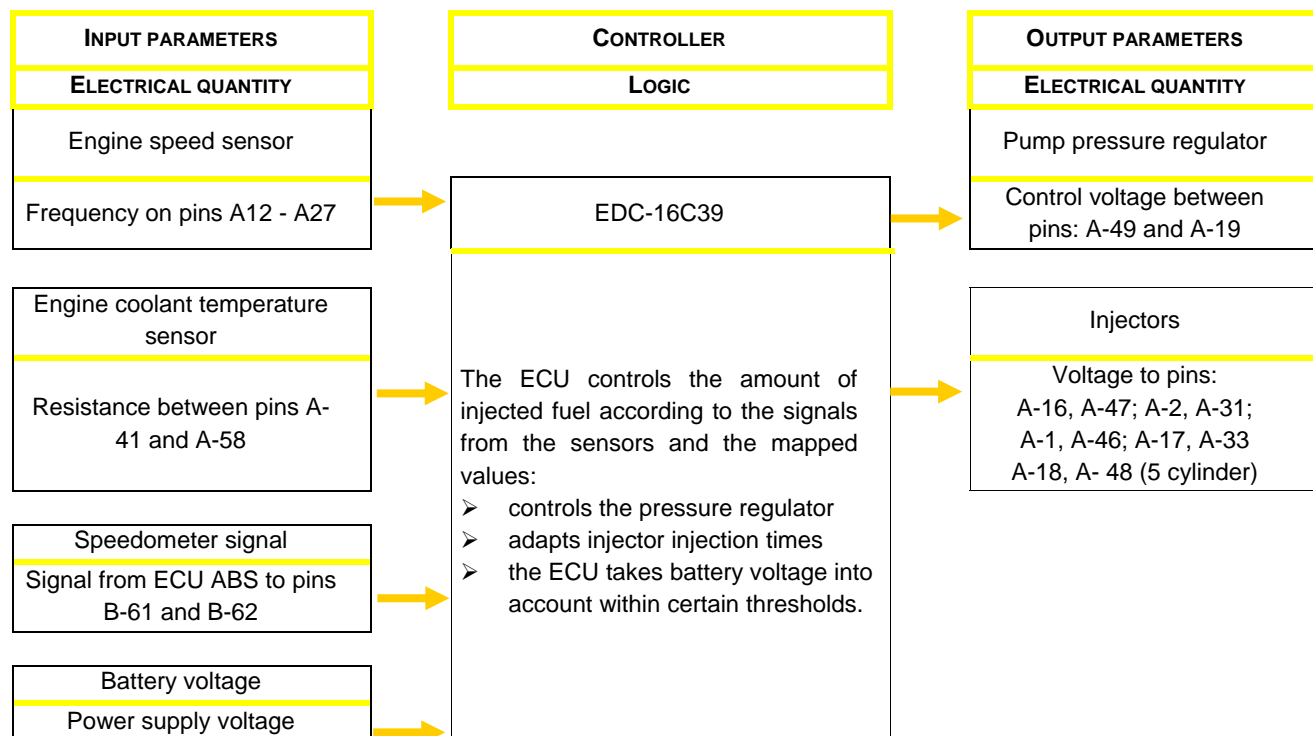 INPUT PARAMETERS
ELECTRICAL QUANTITY
Engine speed sensor
Frequency on pins A12 - A27
Engine coolant temperature
sensor
Resistance between pins A-
41 and A-58
Speedometer signal
Signal from ECU ABS to pins
B-61 and B-62
Battery voltage
Power supply voltage
CONTROLLER
LOGIC
EDC-16C39
The ECU controls the amount of
injected fuel according to the signals
from the sensors and the mapped
values:
➢ controls the pressure regulator
➢ adapts injector injection times
➢ the ECU takes battery voltage into
account within certain thresholds.
OUTPUT PARAMETERS
ELECTRICAL QUANTITY
Pump pressure regulator
Control voltage between
pins: A-49 and A-19
Injectors
Voltage to pins:
A-16, A-47; A-2, A-31;
A-1, A-46; A-17, A-33
A-18, A- 48 (5 cylinder)